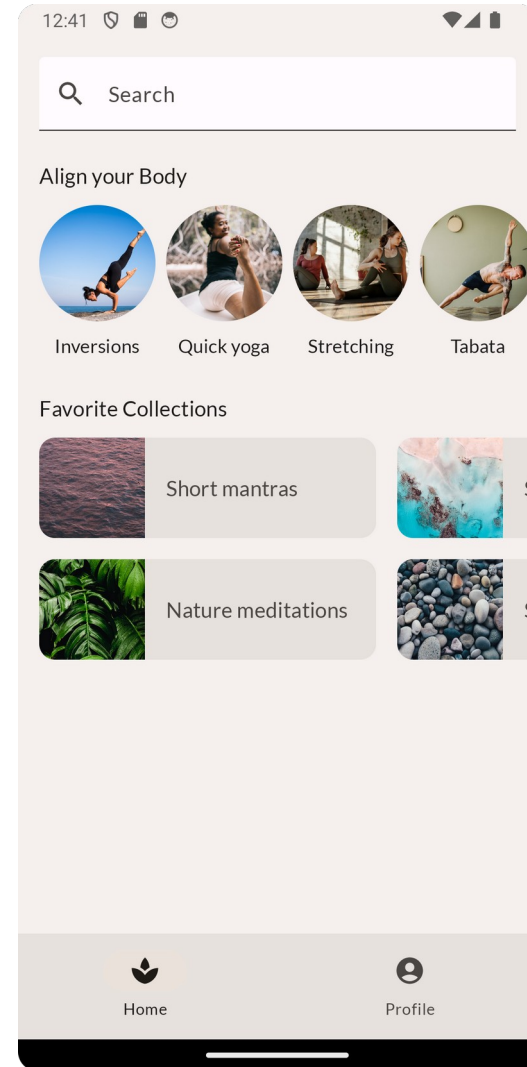 12:41
Search
Align your Body
Inversions Quick yoga Stretching Tabata
Favorite Collections
Short mantras
Nature meditations
Home Profile